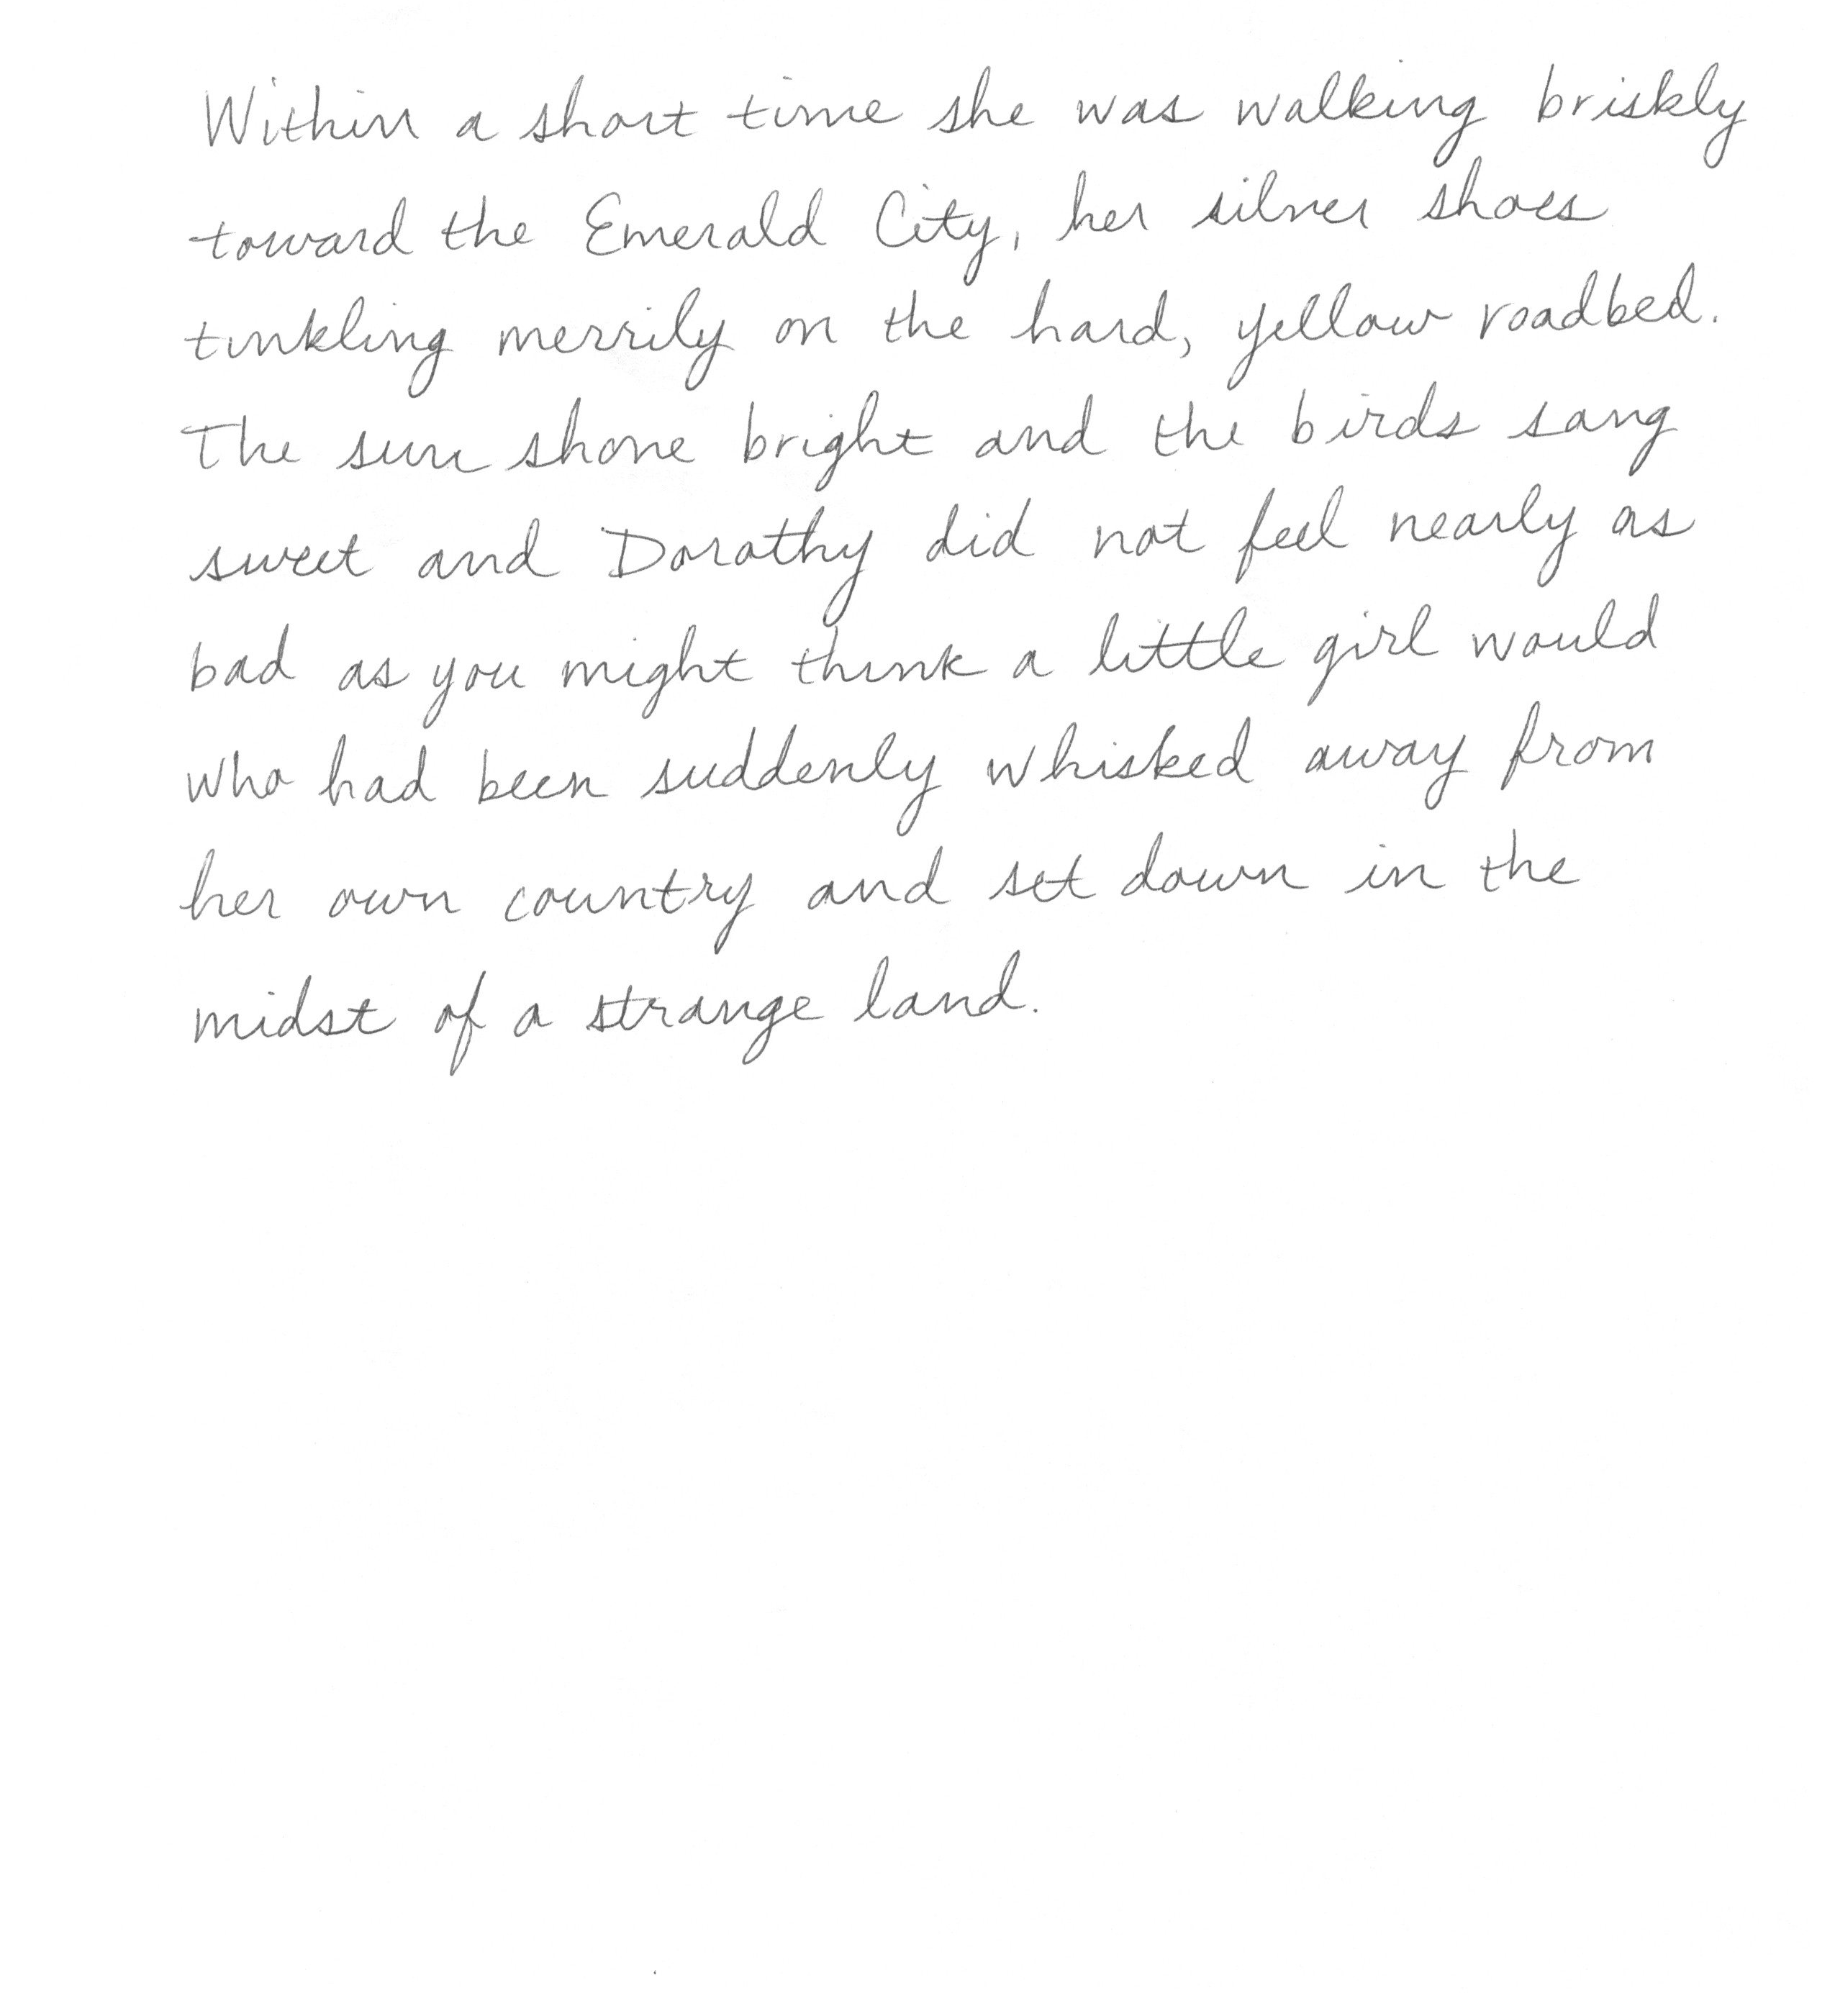 Within a short time she was walking briskly
toward the Emerald City, her silver shoes
tinkling merrily on the hard, yellow roadbed.
The sun shone bright and the birds sang
sweet and Dorothy did not feel nearly as
bad as you might think a little girl would
who had been suddenly whisked away from
her own country and set down in the
midst of a strange land.